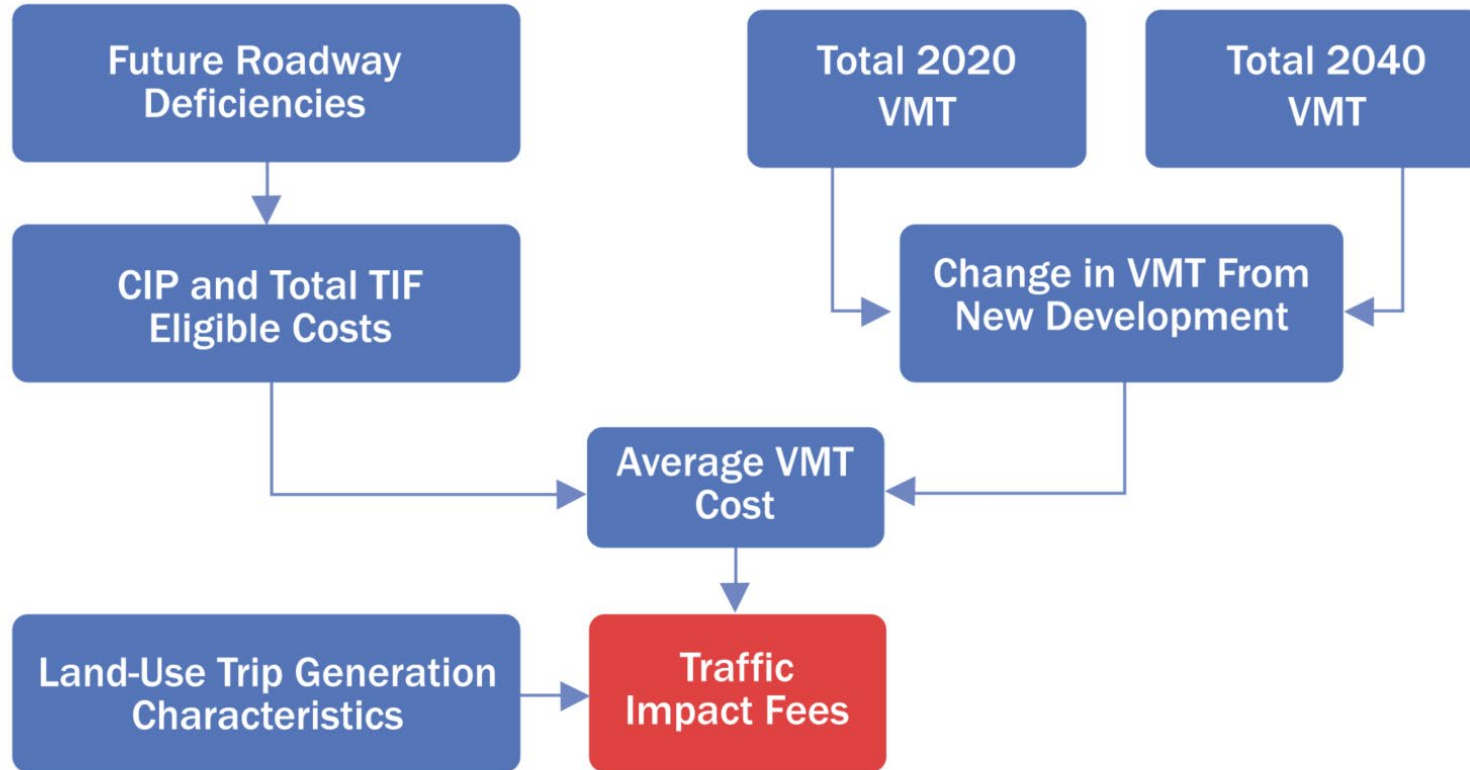 Future Roadway
Deficiencies
Total 2020
VMT
Total 2040
VMT
CIP and Total TIF
Eligible Costs
Change in VMT From
New Development
Average VMT
Cost
Land-Use Trip Generation
Characteristics
Traffic
Impact Fees